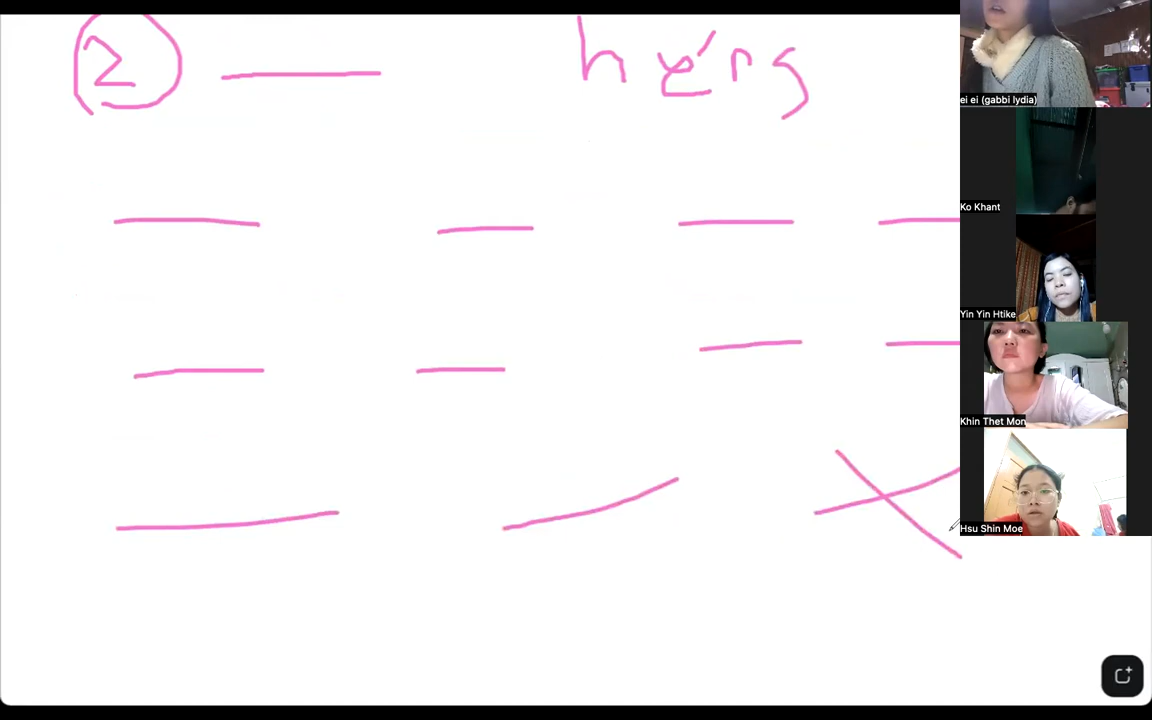 2 hers
ei ei (gabbi lydia)
Ko Khant
Yin Yin Htike
Khin Thet Mon
Hsu Shin Moe